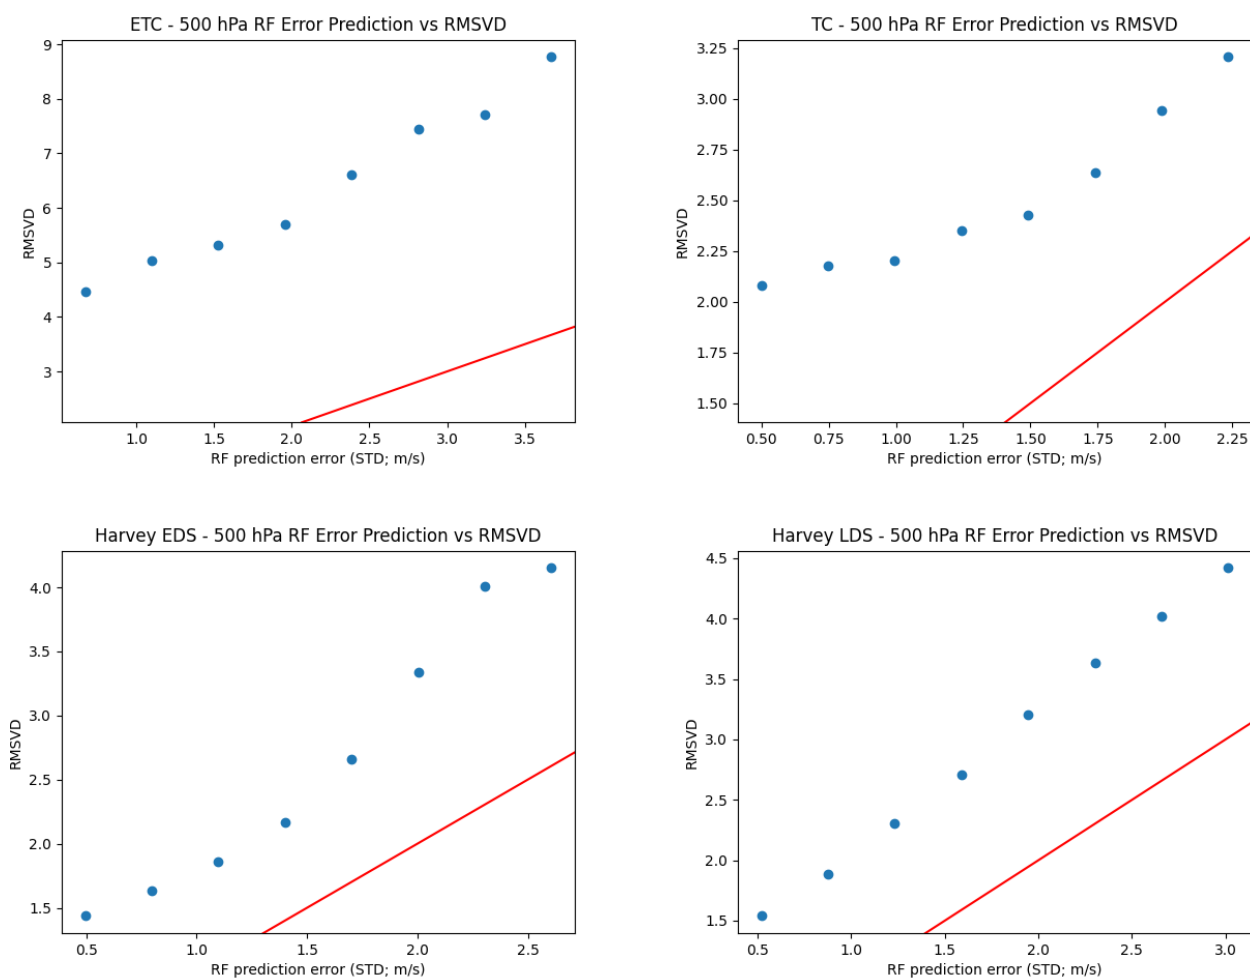 ETC - 500 hPa RF Error Prediction vs RMSVD
9
8
7
6
5
4
3
RMSVD
1.0 1.5 2.0 2.5 3.0 3.5
RF prediction error (STD; m/s)
TC - 500 hPa RF Error Prediction vs RMSVD
3.25
3.00
2.75
2.50
2.25
2.00
1.75
1.50
RMSVD
0.50 0.75 1.00 1.25 1.50 1.75 2.00 2.25
RF prediction error (STD; m/s)
Harvey EDS - 500 hPa RF Error Prediction vs RMSVD
4.0
3.5
3.0
2.5
2.0
1.5
RMSVD
0.5 1.0 1.5 2.0 2.5
RF prediction error (STD; m/s)
Harvey LDS - 500 hPa RF Error Prediction vs RMSVD
4.5
4.0
3.5
3.0
2.5
2.0
1.5
RMSVD
0.5 1.0 1.5 2.0 2.5 3.0
RF prediction error (STD; m/s)